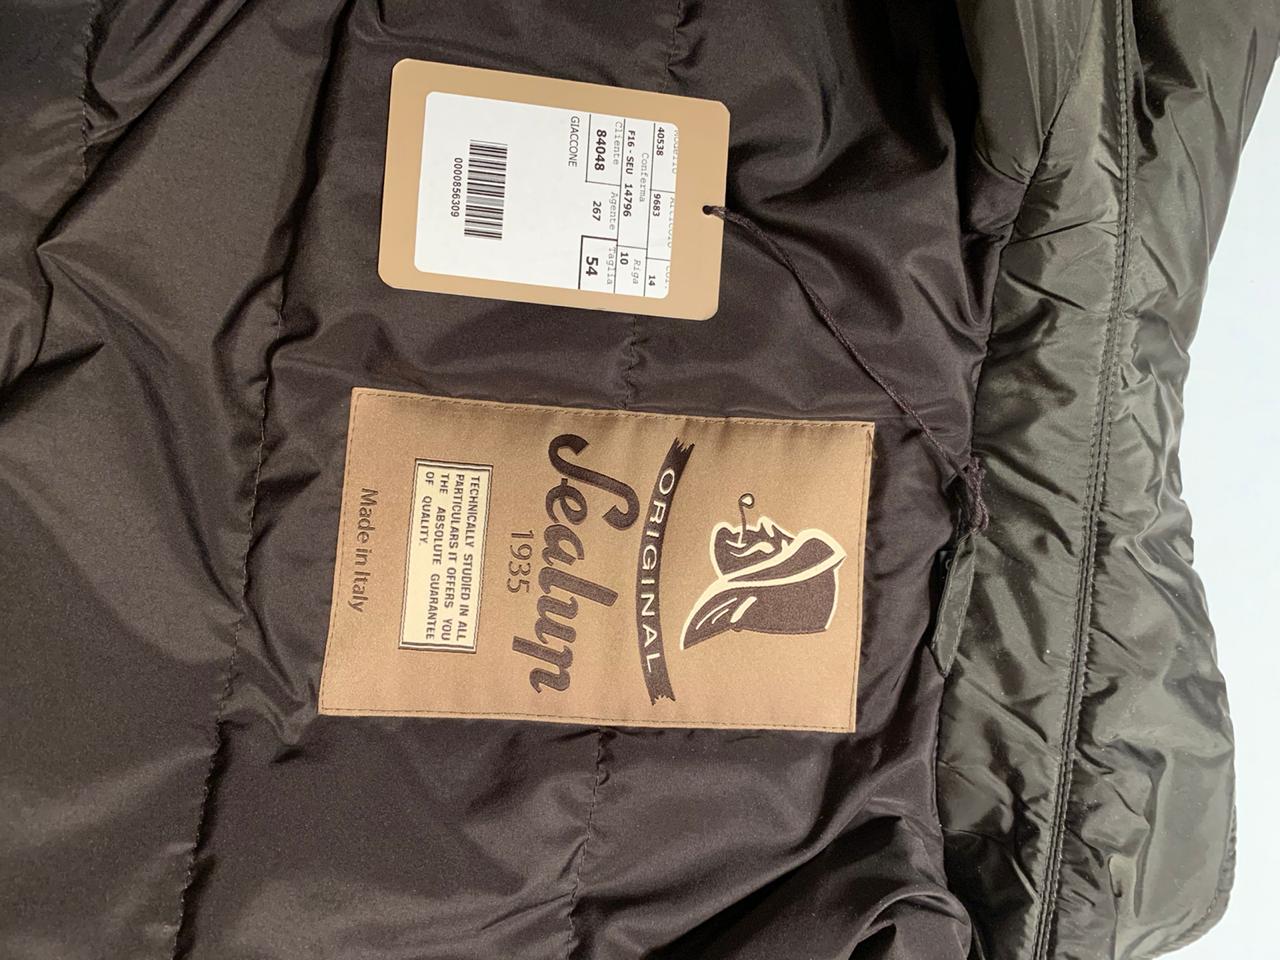 Modello Articolo Col.
40538 9683 14
Conferma Riga
F16 - SEU 14796 10
Cliente Agente Taglia
84048 267 54
GIACCONE
0000856309
ORIGINAL
Sealup
1935
TECHNICALLY STUDIED IN ALL
PARTICULARS IT OFFERS YOU
THE ABSOLUTE GUARANTEE
OF QUALITY.
Made in Italy